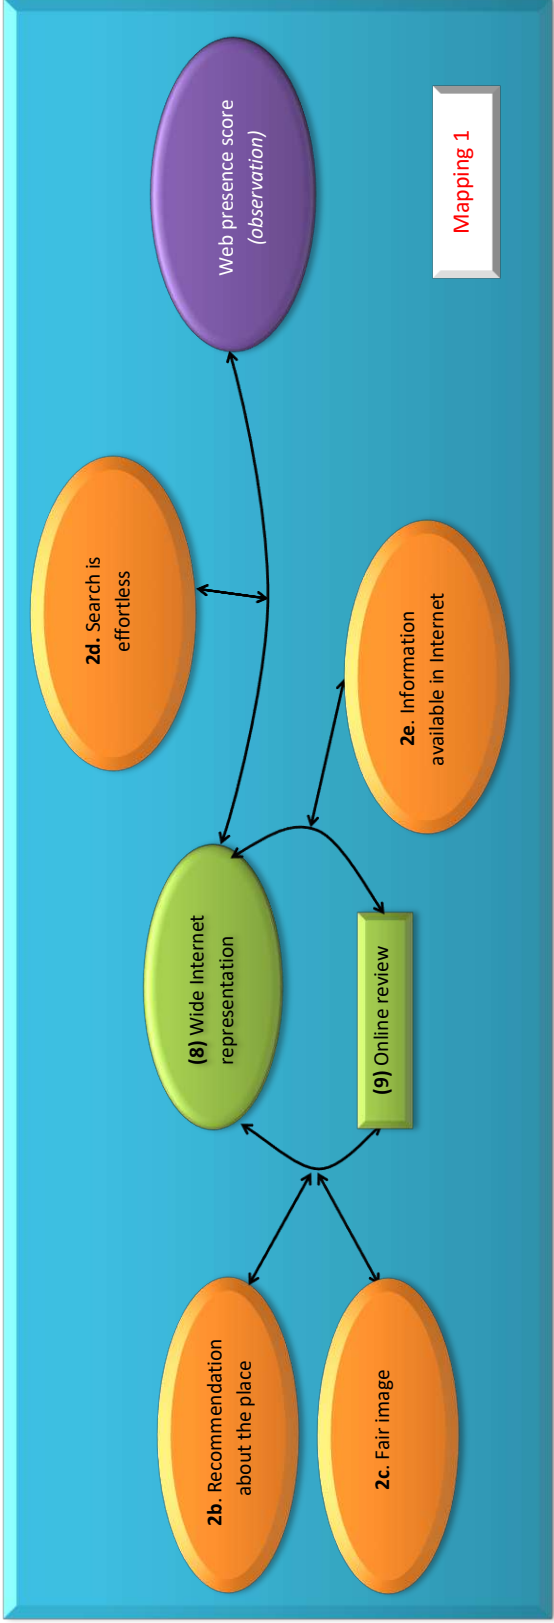 2b. Recommendation
about the place
2c. Fair image
(8) Wide Internet
representation
(9) Online review
2d. Search is
effortless
2e. Information
available in Internet
Web presence score
(observation)
Mapping 1